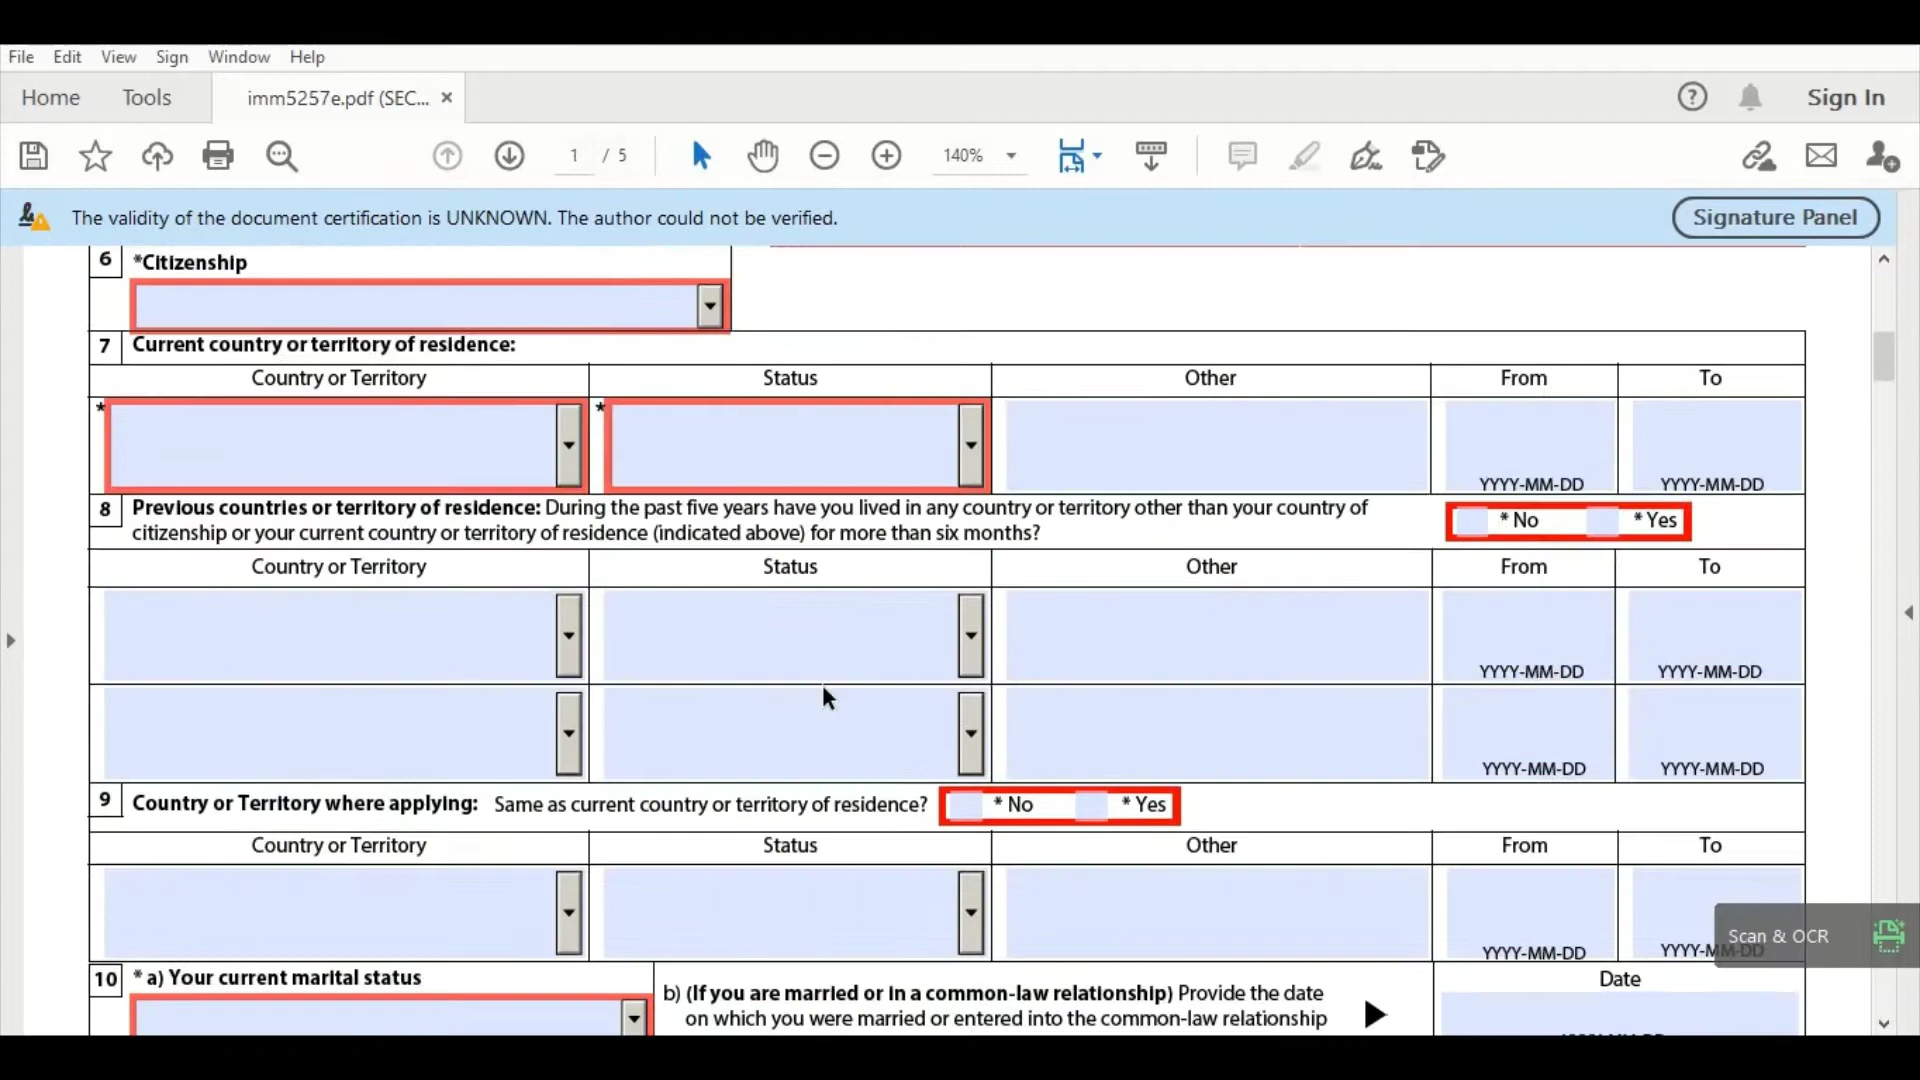 File Edit View Sign Window Help
Home Tools imm5257e.pdf (SEC... × Sign In
1 / 5 140%
The validity of the document certification is UNKNOWN. The author could not be verified. Signature Panel
6 *Citizenship
7 Current country or territory of residence:
Country or Territory Status Other From To
* * YYYY-MM-DD YYYY-MM-DD
8 Previous countries or territory of residence: During the past five years have you lived in any country or territory other than your country of
citizenship or your current country or territory of residence (indicated above) for more than six months? * No * Yes
Country or Territory Status Other From To
YYYY-MM-DD YYYY-MM-DD
YYYY-MM-DD YYYY-MM-DD
9 Country or Territory where applying: Same as current country or territory of residence? * No * Yes
Country or Territory Status Other From To
YYYY-MM-DD YYYY-MM-DD
Scan & OCR
10 * a) Your current marital status
b) (If you are married or in a common-law relationship) Provide the date
on which you were married or entered into the common-law relationship
Date